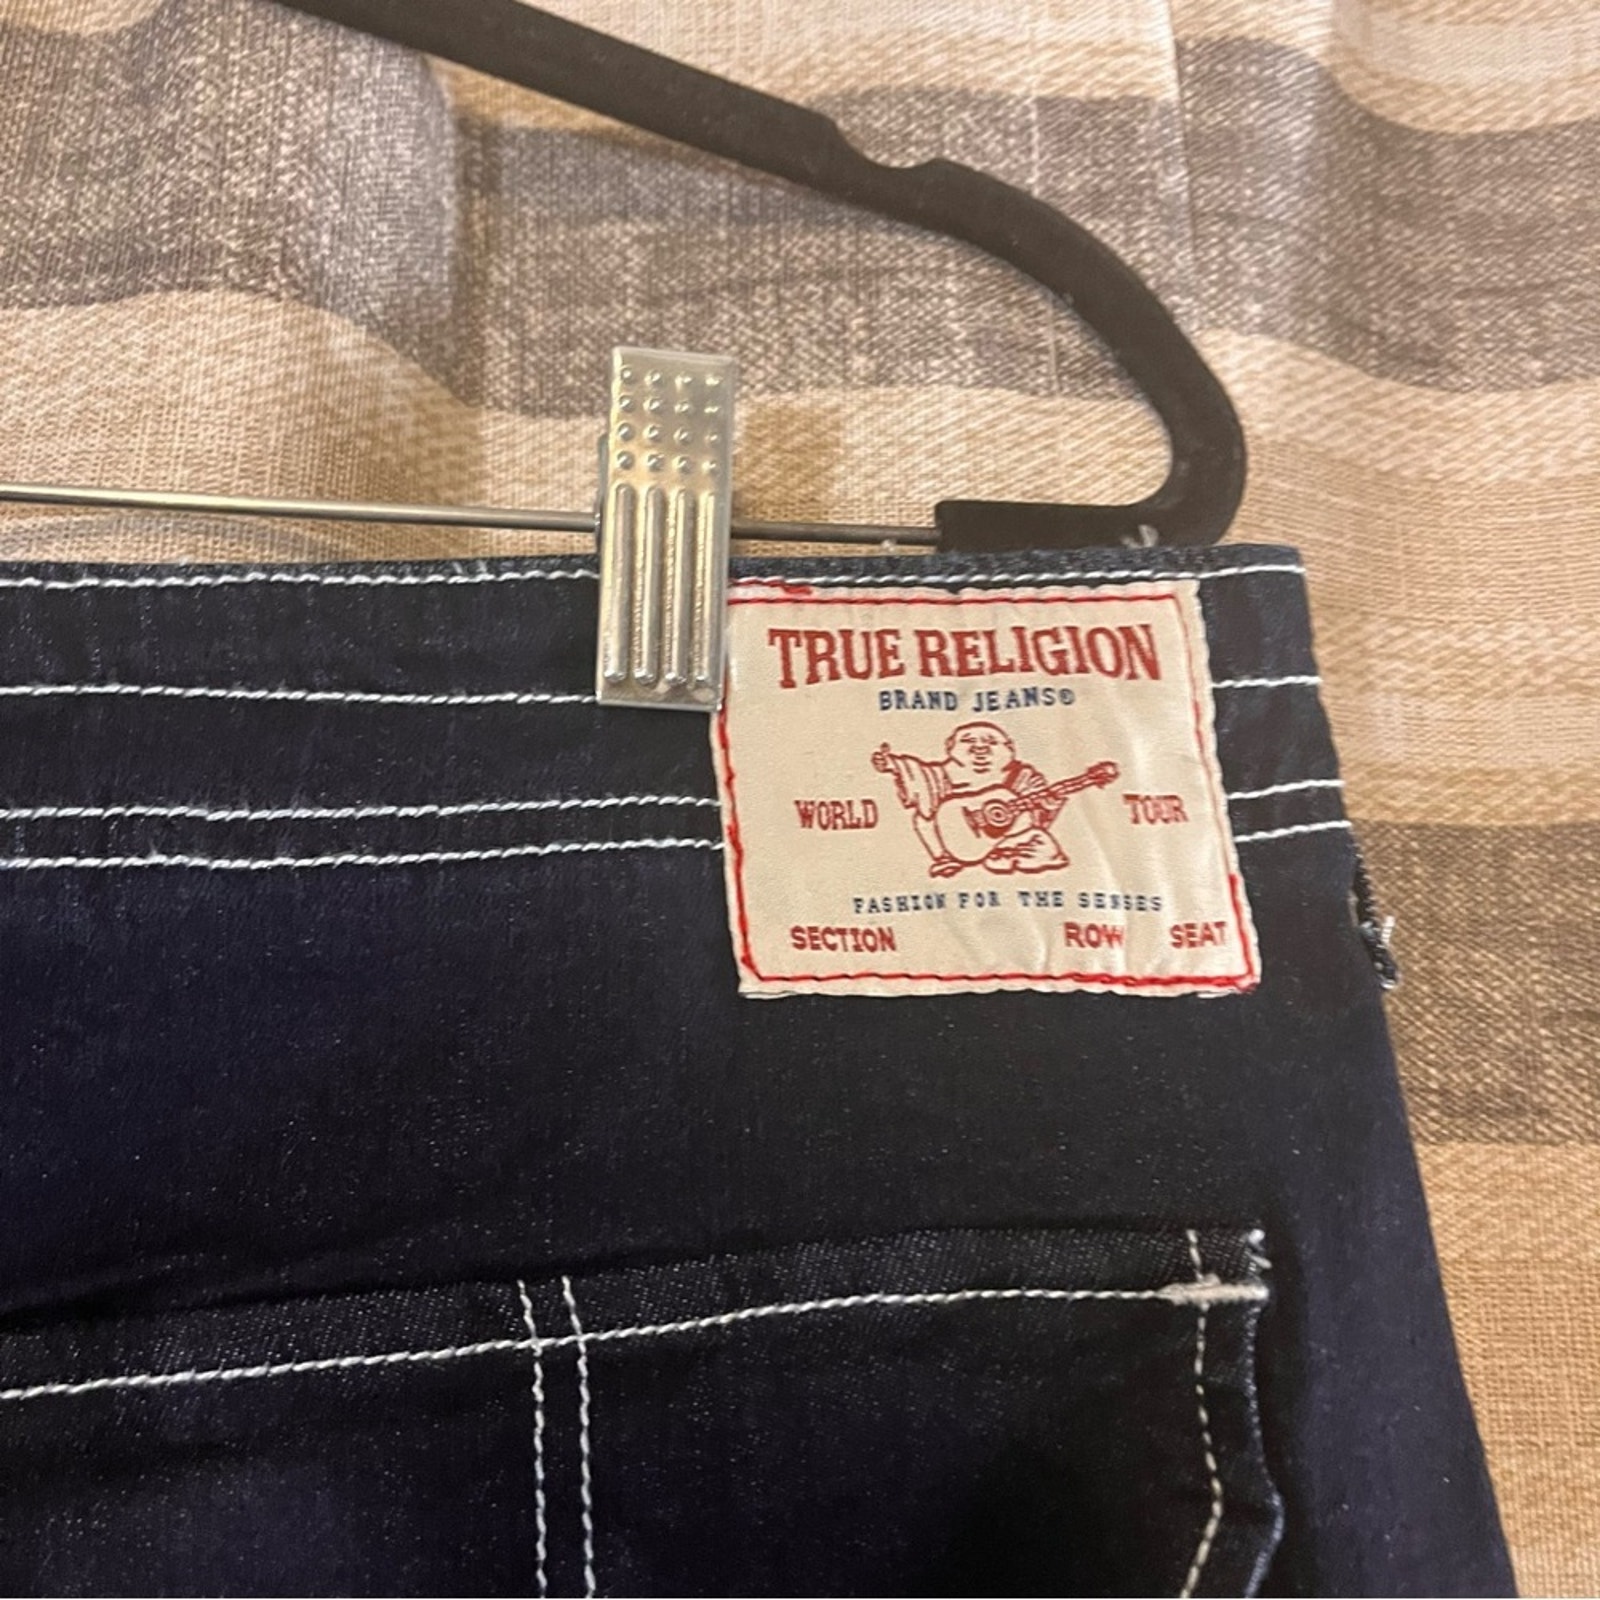 TRUE RELIGION
BRAND JEANS®
WORLD TOUR
FASHION FOR THE SENSES
SECTION ROW SEAT